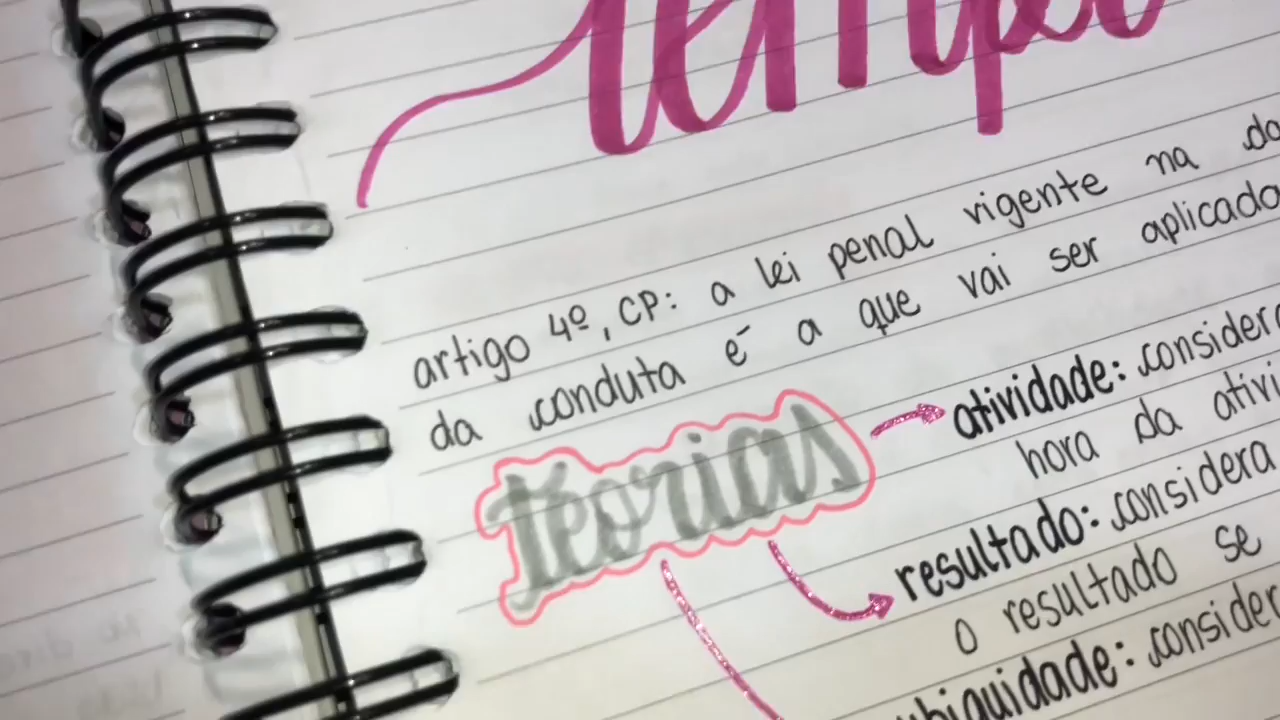 artigo 4º, CP: a lei penal vigente na
da conduta é a que vai ser aplicada
teorias
atividade: consider
hora da ativi
resultado: considera
o resultado se
ubiquidade: consider